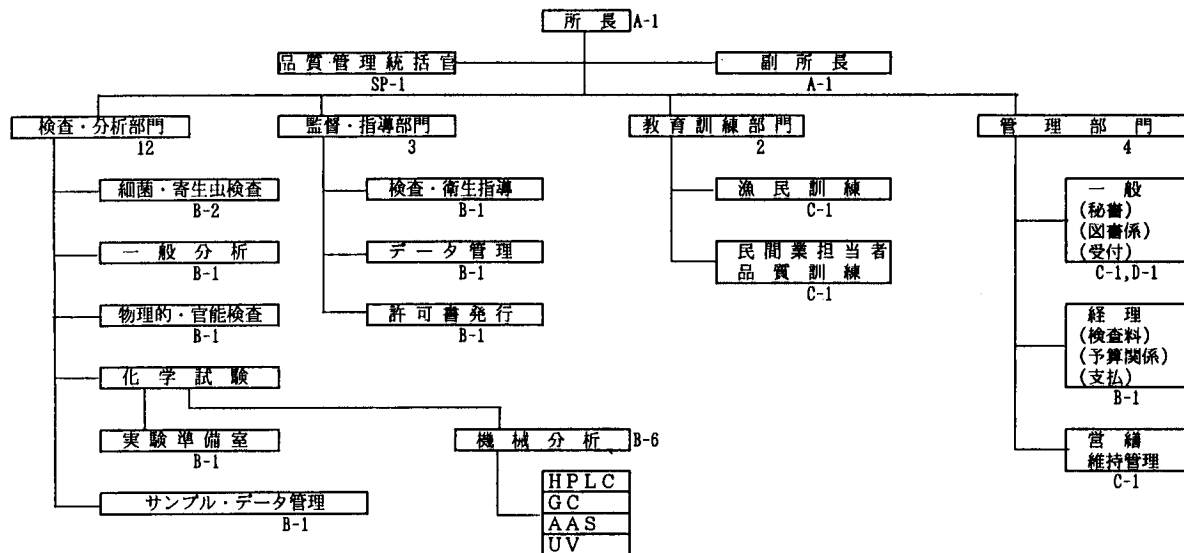 所長 A-1
品質管理統括官
SP-1
副所長
A-1
検査・分析部門
12
監督・指導部門
3
教育訓練部門
2
管理部門
4
細菌・寄生虫検査
B-2
一般分析
B-1
物理的・官能検査
B-1
化学試験
実験準備室
B-1
機械分析 B-6
HPLC
GC
AAS
UV
サンプル・データ管理
B-1
検査・衛生指導
B-1
データ管理
B-1
許可書発行
B-1
漁民訓練
C-1
民間業担当者
品質訓練
C-1
一般
(秘書)
(図書係)
(受付)
C-1,D-1
経理
(検査料)
(予算関係)
(支払)
B-1
営繕
維持管理
C-1